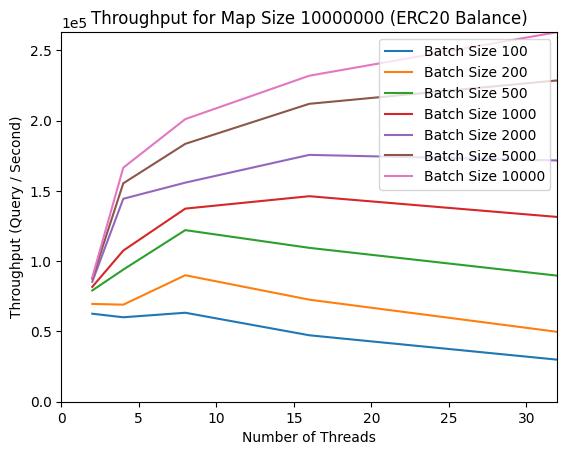 Throughput for Map Size 10000000 (ERC20 Balance)
1e5
2.5
2.0
1.5
1.0
0.5
0.0
Throughput (Query / Second)
Batch Size 100
Batch Size 200
Batch Size 500
Batch Size 1000
Batch Size 2000
Batch Size 5000
Batch Size 10000
0 5 10 15 20 25 30
Number of Threads